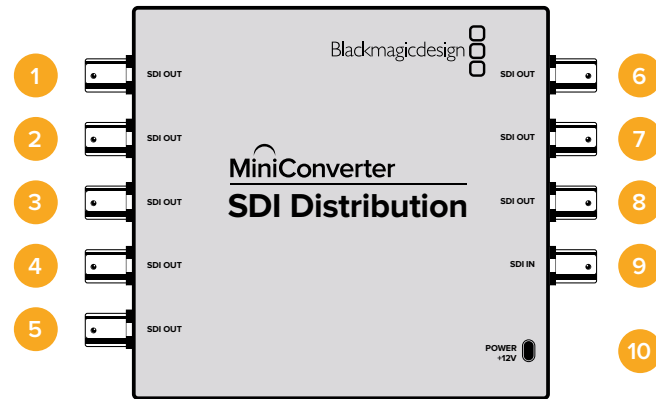 Blackmagicdesign
1
SDI OUT
SDI OUT
6
2
SDI OUT
SDI OUT
7
MiniConverter
3
SDI OUT
SDI Distribution
SDI OUT
8
4
SDI OUT
SDI IN
9
5
SDI OUT
POWER
+12V
10